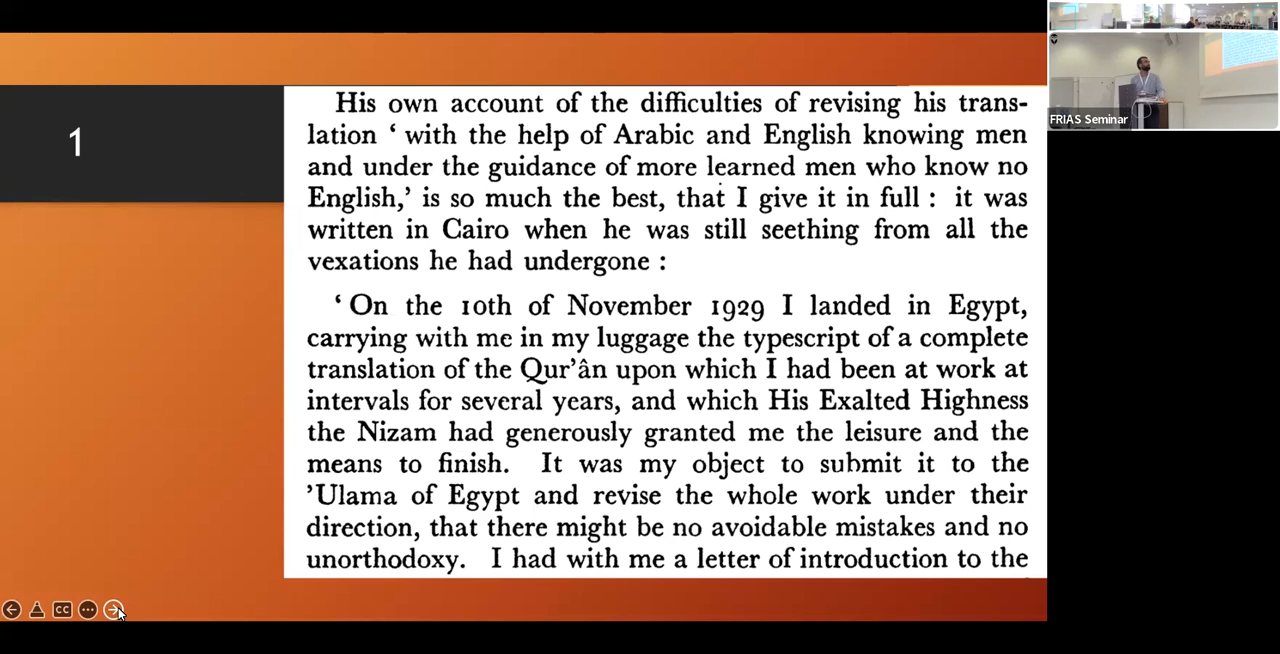 1
His own account of the difficulties of revising his trans-
lation ‘ with the help of Arabic and English knowing men
and under the guidance of more learned men who know no
English,’ is so much the best, that I give it in full : it was
written in Cairo when he was still seething from all the
vexations he had undergone :
‘ On the 10th of November 1929 I landed in Egypt,
carrying with me in my luggage the typescript of a complete
translation of the Qur’ân upon which I had been at work at
intervals for several years, and which His Exalted Highness
the Nizam had generously granted me the leisure and the
means to finish. It was my object to submit it to the
’Ulama of Egypt and revise the whole work under their
direction, that there might be no avoidable mistakes and no
unorthodoxy. I had with me a letter of introduction to the
FRIAS Seminar
CC